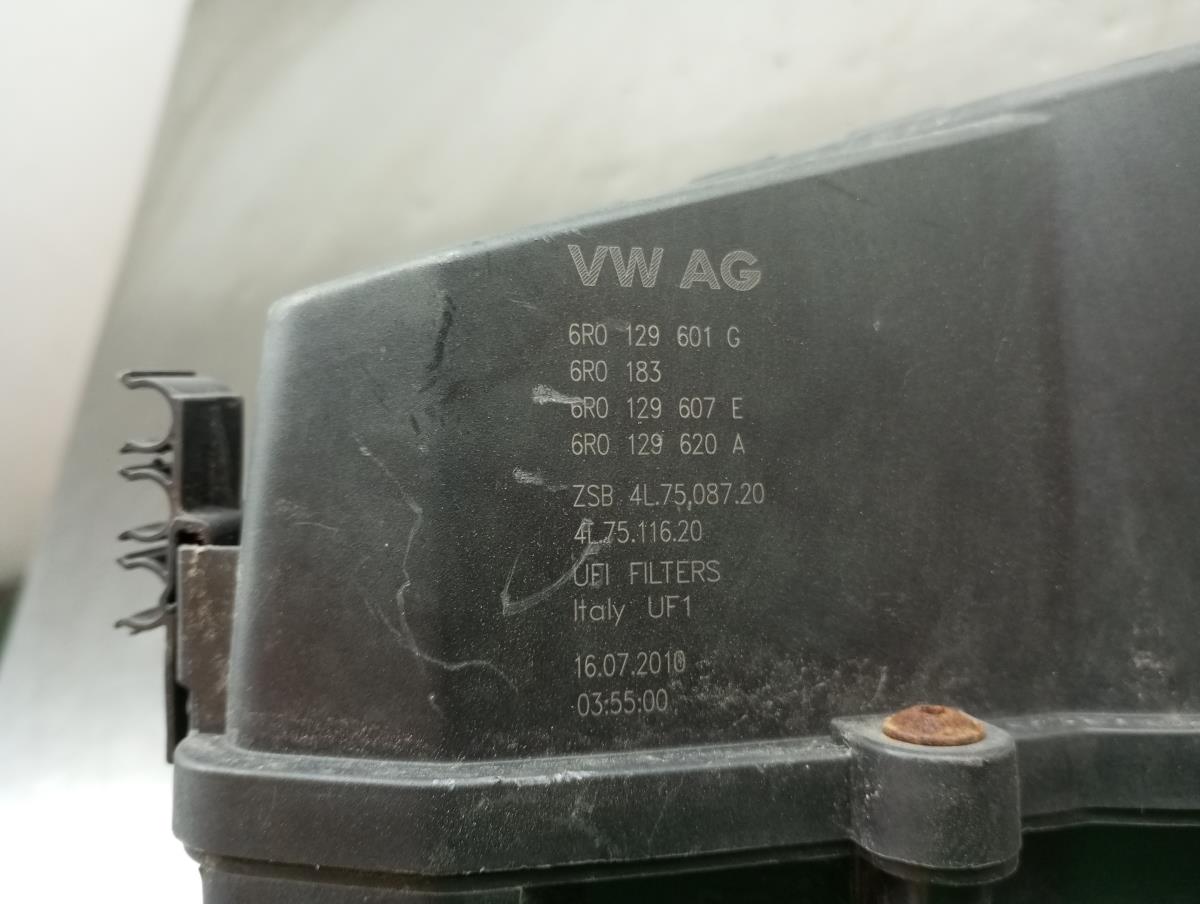 VW AG
6R0 129 601 G
6R0 183
6R0 129 607 E
6R0 129 620 A
ZSB 4L.75.087.20
4L.75.116.20
UFI FILTERS
Italy UF1
16.07.2010
03:55:00